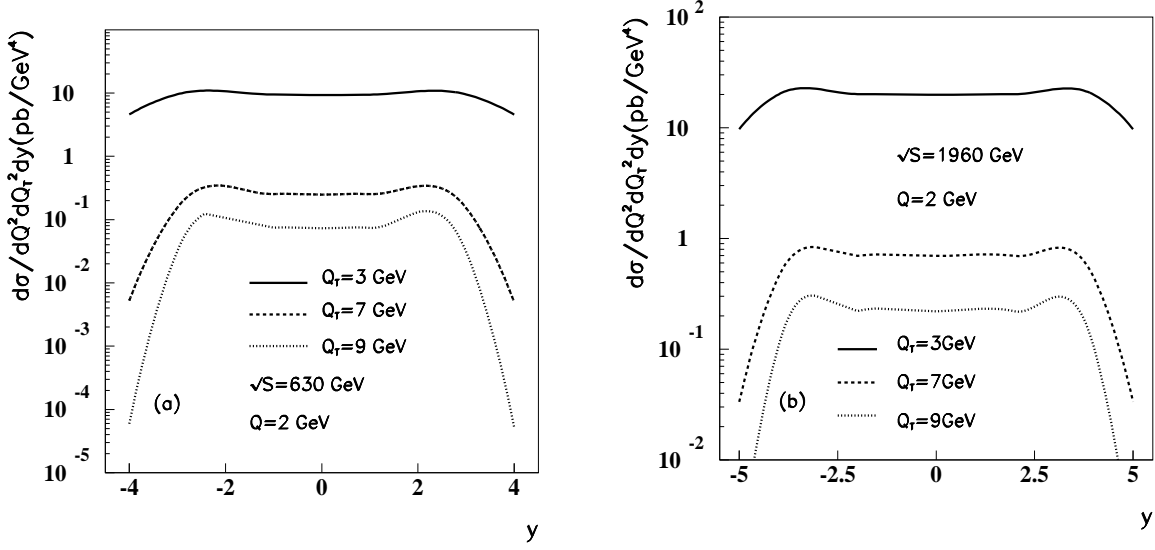 dσ/dQ²dQ_T²dy(pb/GeV⁴)
10
1
10⁻¹
10⁻²
10⁻³
10⁻⁴
10⁻⁵
Q_T=3 GeV
Q_T=7 GeV
Q_T=9 GeV
√S=630 GeV
(a)
Q=2 GeV
-4
-2
0
2
4
y
dσ/dQ²dQ_T²dy(pb/GeV⁴)
10²
10
1
10⁻¹
10⁻²
√S=1960 GeV
Q=2 GeV
Q_T=3GeV
Q_T=7GeV
(b)
Q_T=9GeV
-5
-2.5
0
2.5
5
y